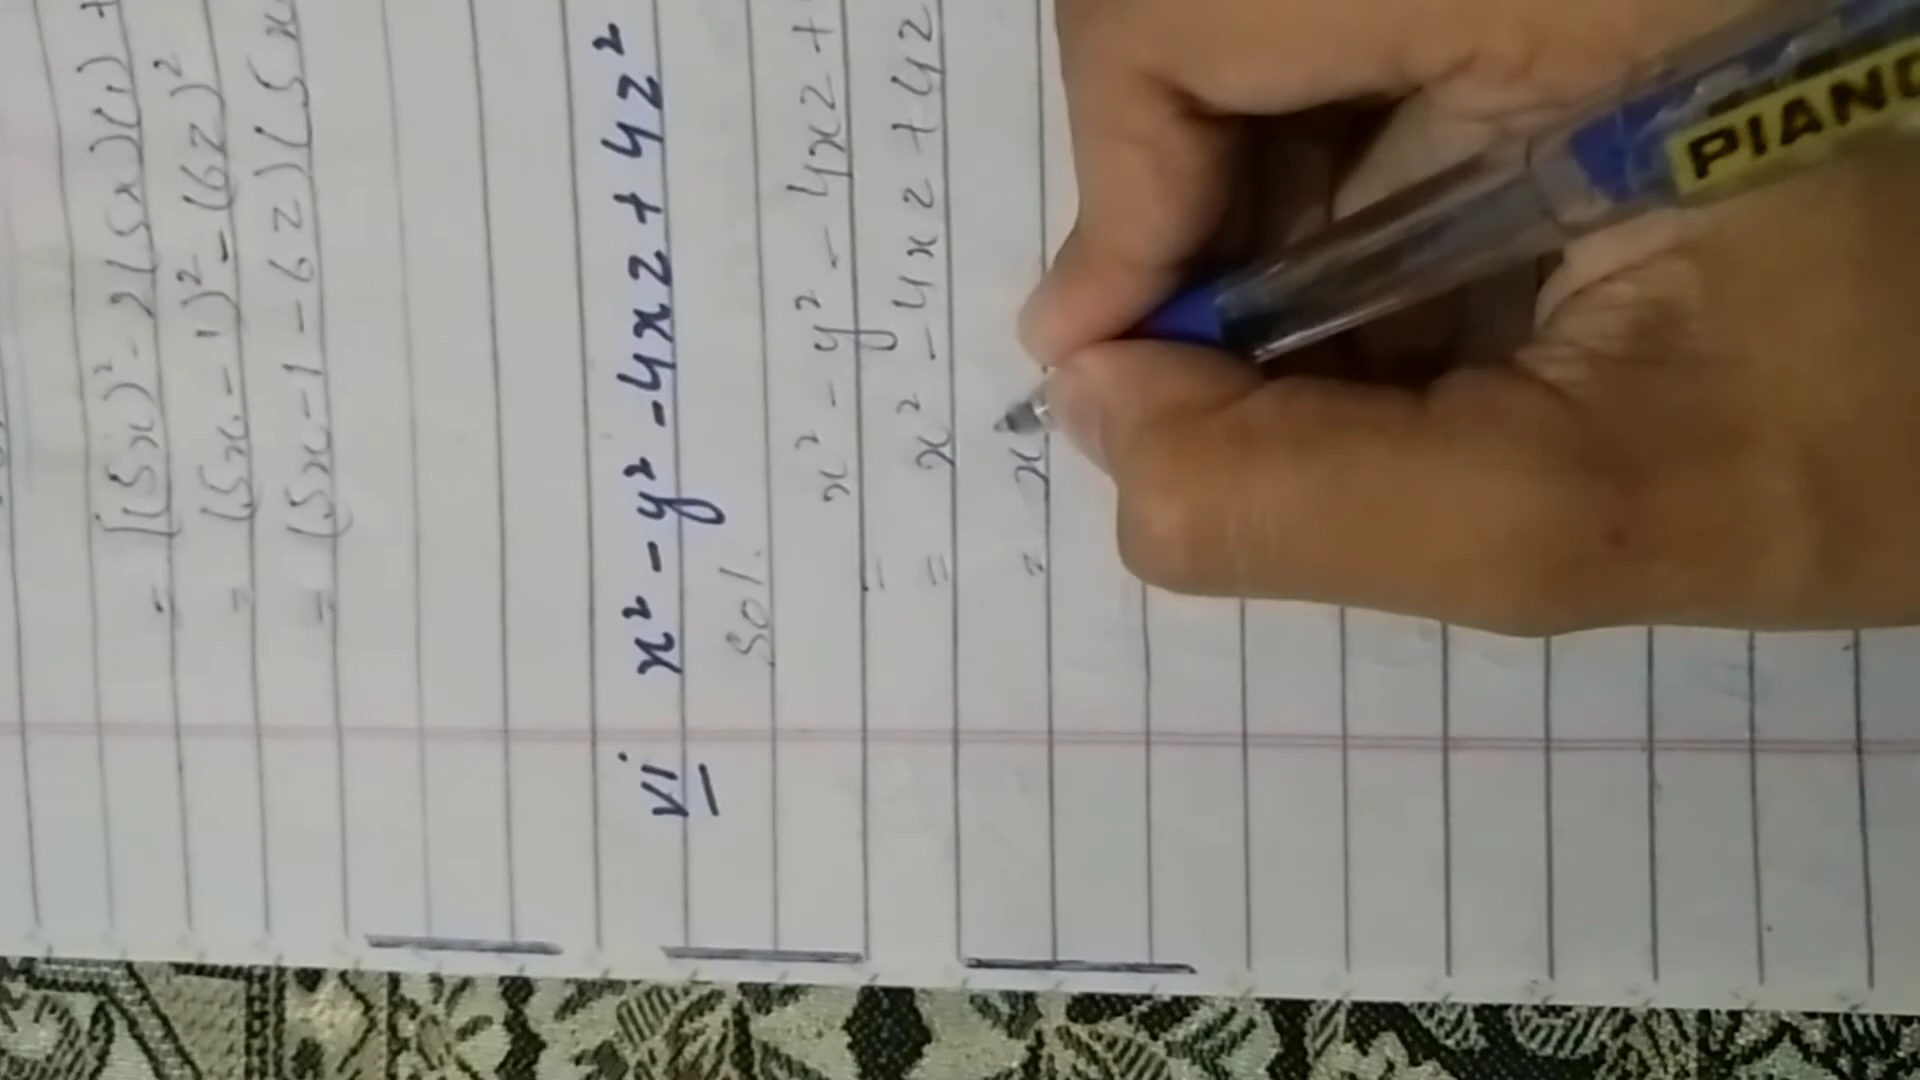 = [(5x)² - 2(5x)(1) +
= (5x - 1)² - (6z)²
= (5x - 1 - 6z)(5x
vi x² - y² - 4xz + 4z²
Sol.
= x² - y² - 4xz +
= x² - 4xz + 4z
= x
PIANO